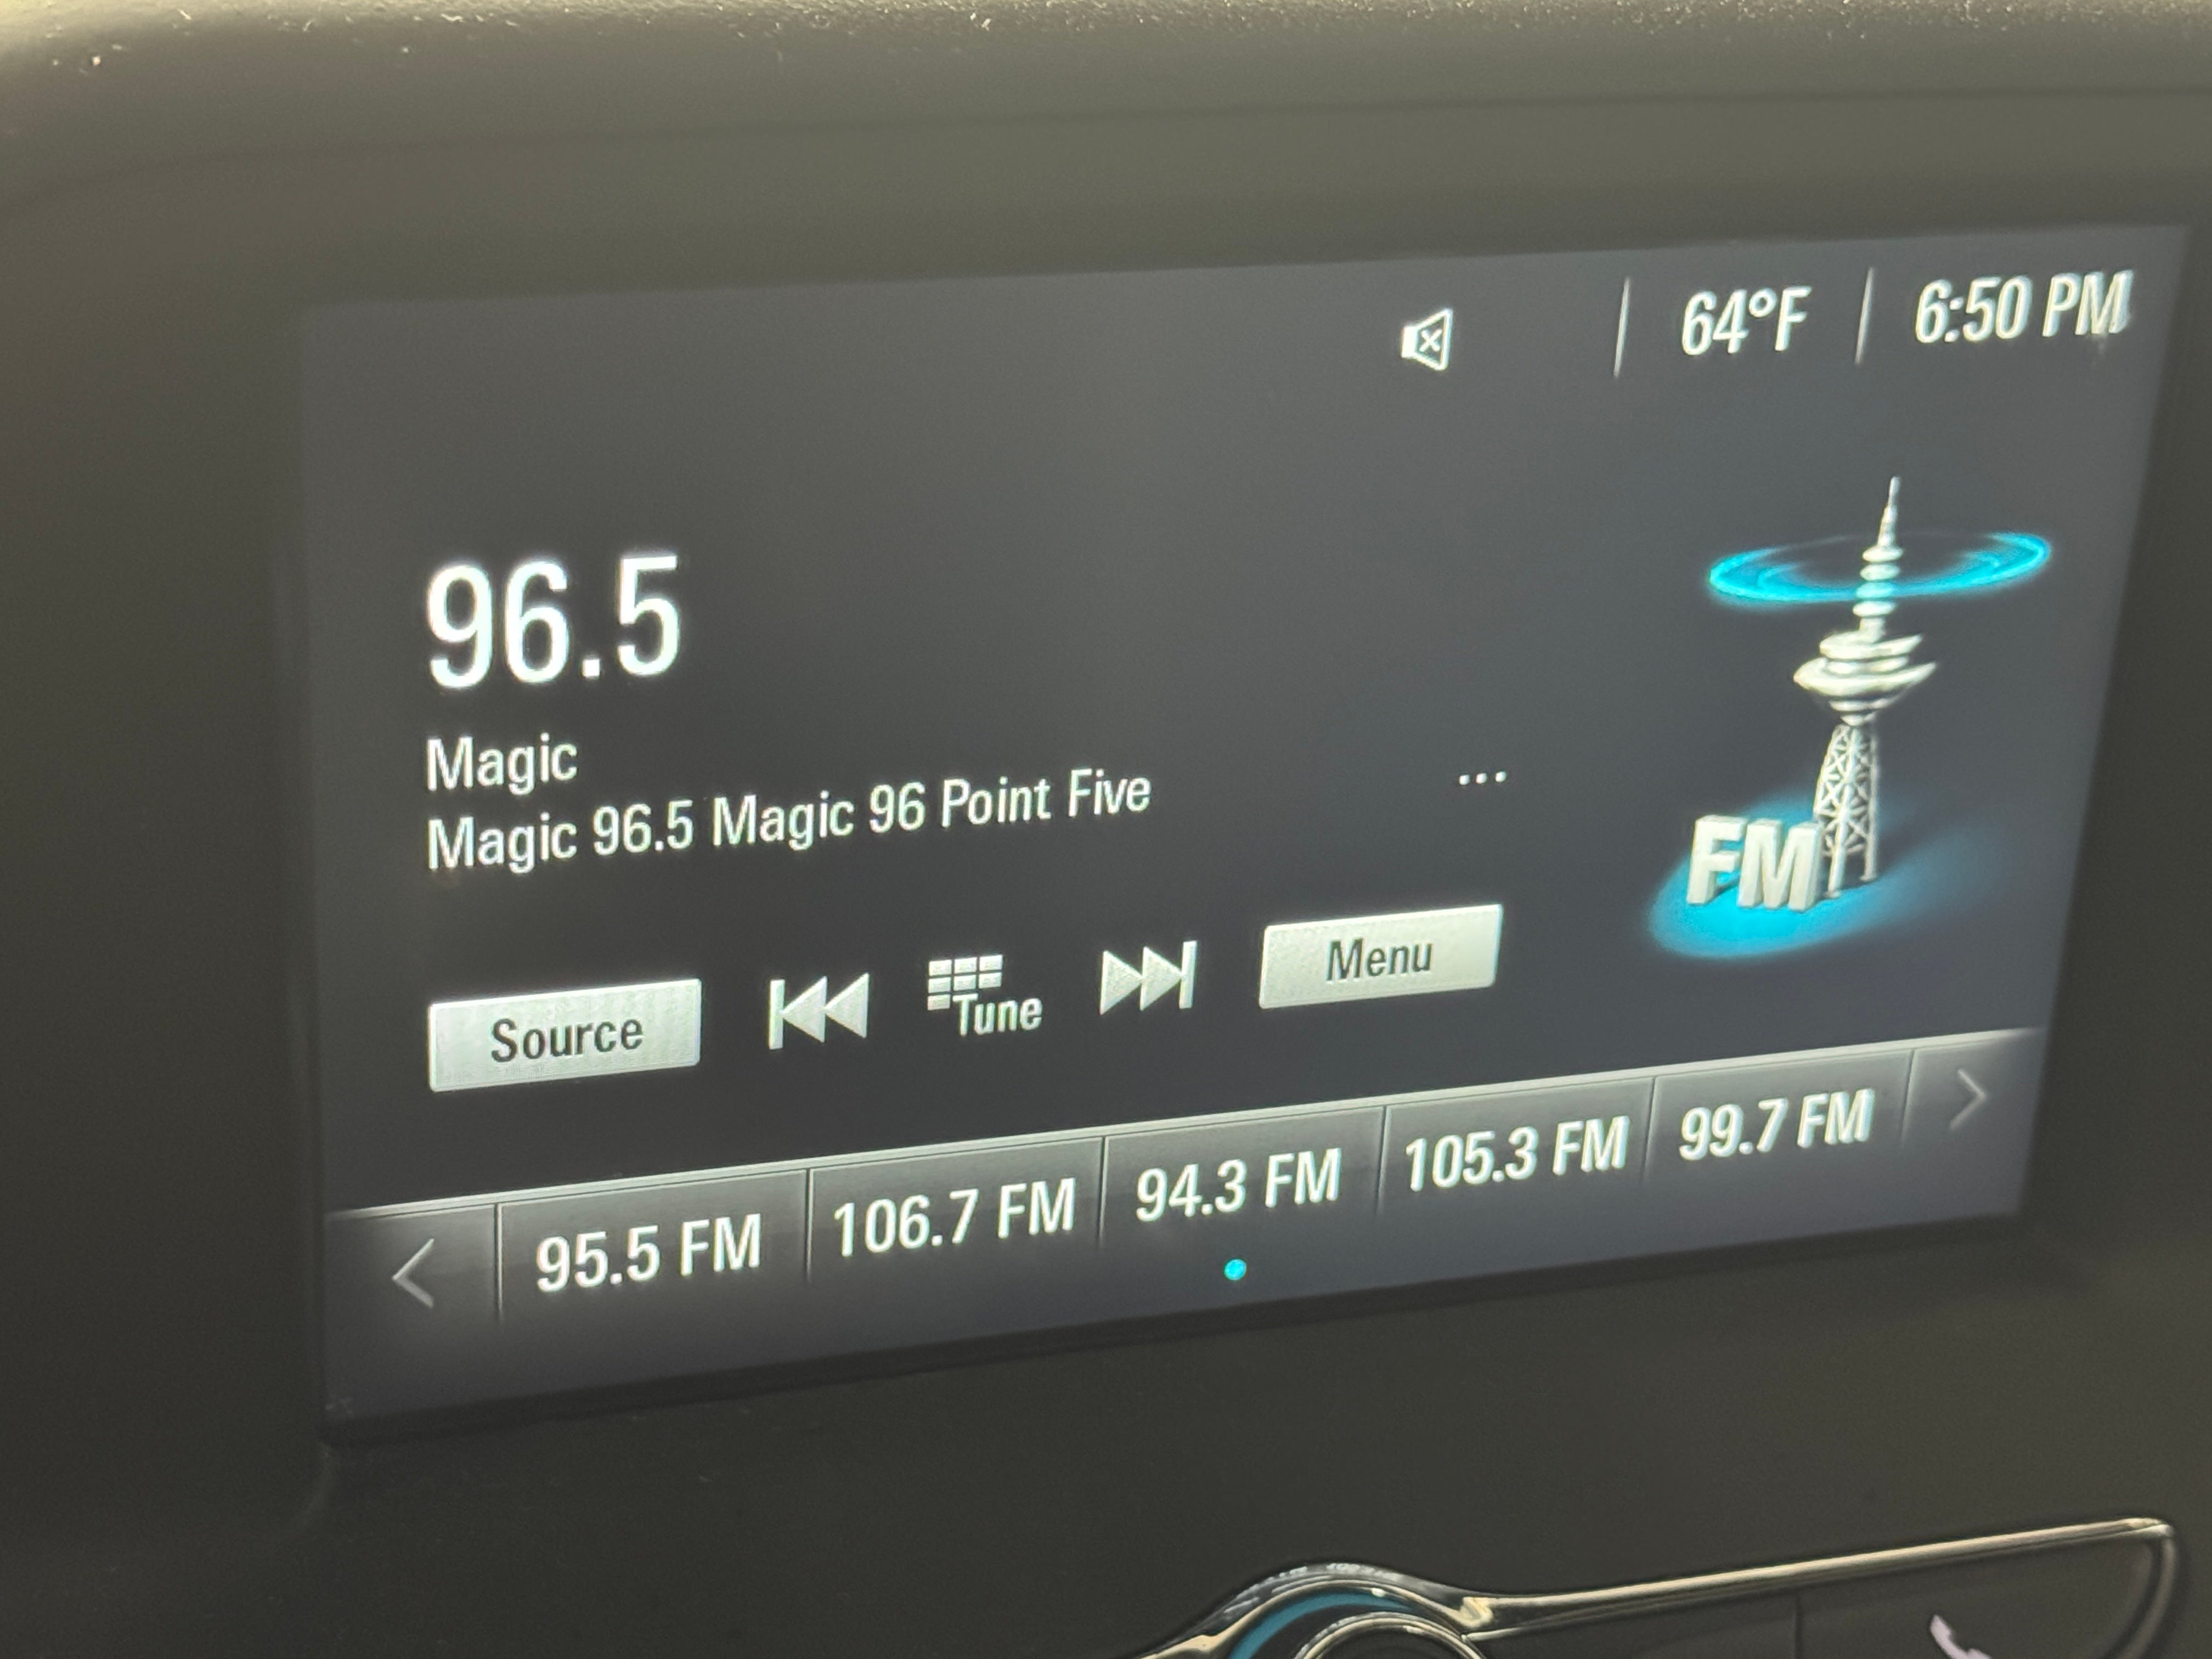 64°F 6:50 PM
96.5
Magic
Magic 96.5 Magic 96 Point Five ...
FM
Source Tune Menu
95.5 FM 106.7 FM 94.3 FM 105.3 FM 99.7 FM